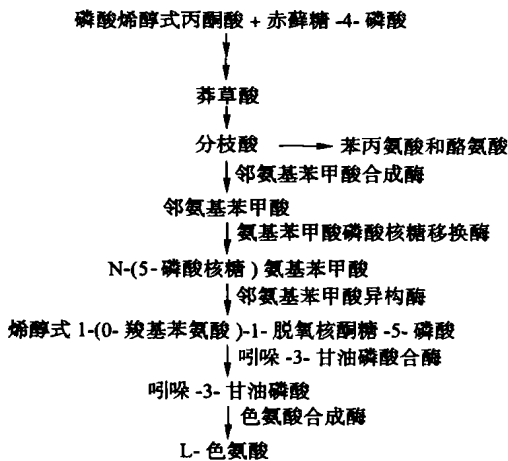 磷酸烯醇式丙酮酸 + 赤藓糖 -4- 磷酸
莽草酸
分枝酸 → 苯丙氨酸和酪氨酸
邻氨基苯甲酸合成酶
邻氨基苯甲酸
氨基苯甲酸磷酸核糖移换酶
N-(5-磷酸核糖)氨基苯甲酸
邻氨基苯甲酸异构酶
烯醇式 1-(0-羧基苯氨酸)-1-脱氧核酮糖 -5-磷酸
吲哚 -3- 甘油磷酸合酶
吲哚 -3- 甘油磷酸
色氨酸合成酶
L- 色氨酸